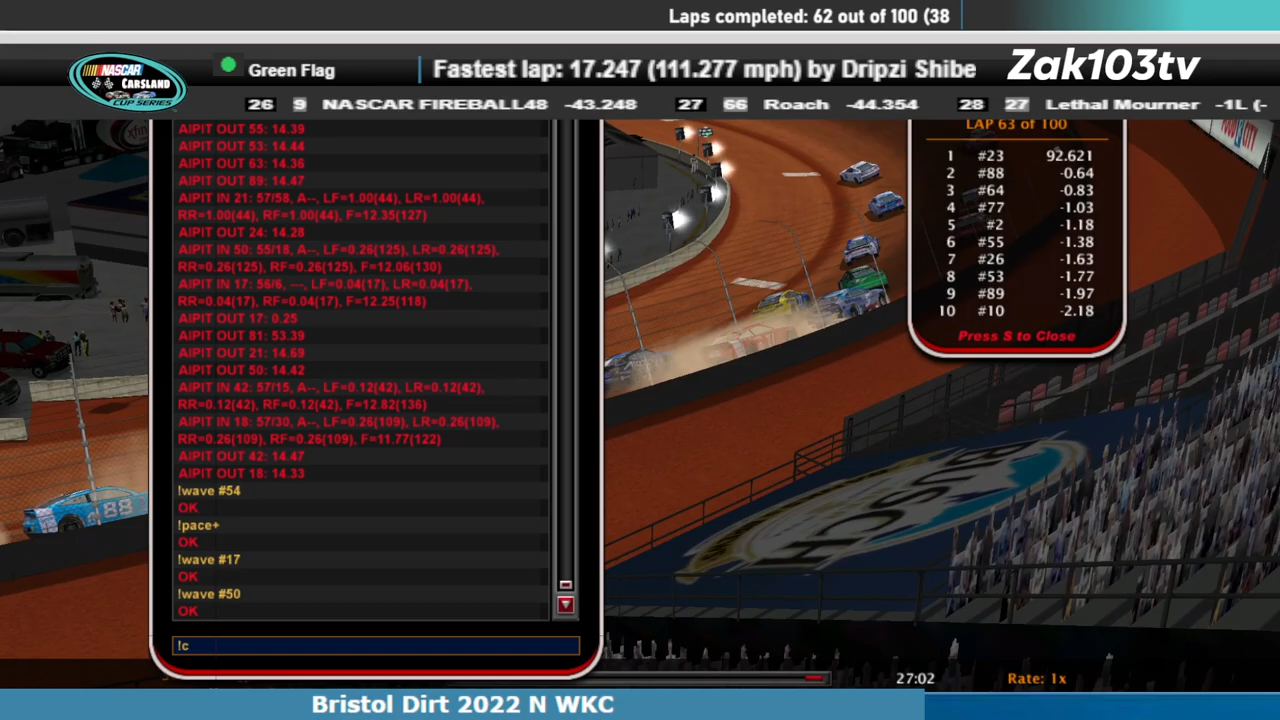 Laps completed: 62 out of 100 (38
NASCAR CARSLAND CUP SERIES
Green Flag
Fastest lap: 17.247 (111.277 mph) by Dripzi Shibe
Zak103tv
26 9 NASCAR FIREBALL48 -43.248 27 66 Roach -44.354 28 27 Lethal Mourner -1L (-
AIPIT OUT 55: 14.39
AIPIT OUT 53: 14.44
AIPIT OUT 63: 14.36
AIPIT OUT 89: 14.47
AIPIT IN 21: 57/58, A--, LF=1.00(44), LR=1.00(44),
RR=1.00(44), RF=1.00(44), F=12.35(127)
AIPIT OUT 24: 14.28
AIPIT IN 50: 55/18, A--, LF=0.26(125), LR=0.26(125),
RR=0.26(125), RF=0.26(125), F=12.06(130)
AIPIT IN 17: 56/6, ---, LF=0.04(17), LR=0.04(17),
RR=0.04(17), RF=0.04(17), F=12.25(118)
AIPIT OUT 17: 0.25
AIPIT OUT 81: 53.39
AIPIT OUT 21: 14.69
AIPIT OUT 50: 14.42
AIPIT IN 42: 57/15, A--, LF=0.12(42), LR=0.12(42),
RR=0.12(42), RF=0.12(42), F=12.82(136)
AIPIT IN 18: 57/30, A--, LF=0.26(109), LR=0.26(109),
RR=0.26(109), RF=0.26(109), F=11.77(122)
AIPIT OUT 42: 14.47
AIPIT OUT 18: 14.33
!wave #54
OK
!pace+
OK
!wave #17
OK
!wave #50
OK
!c
LAP 63 of 100
1 #23 92.621
2 #88 -0.64
3 #64 -0.83
4 #77 -1.03
5 #2 -1.18
6 #55 -1.38
7 #26 -1.63
8 #53 -1.77
9 #89 -1.97
10 #10 -2.18
Press S to Close
FOOD CITY
88
27:02
Rate: 1x
Bristol Dirt 2022 N WKC